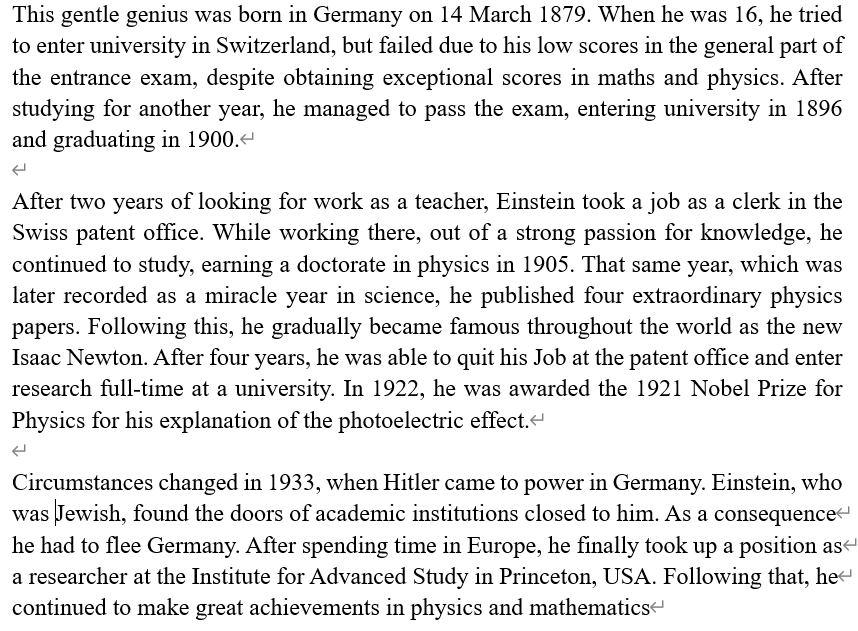 This gentle genius was born in Germany on 14 March 1879. When he was 16, he tried
to enter university in Switzerland, but failed due to his low scores in the general part of
the entrance exam, despite obtaining exceptional scores in maths and physics. After
studying for another year, he managed to pass the exam, entering university in 1896
and graduating in 1900.
After two years of looking for work as a teacher, Einstein took a job as a clerk in the
Swiss patent office. While working there, out of a strong passion for knowledge, he
continued to study, earning a doctorate in physics in 1905. That same year, which was
later recorded as a miracle year in science, he published four extraordinary physics
papers. Following this, he gradually became famous throughout the world as the new
Isaac Newton. After four years, he was able to quit his Job at the patent office and enter
research full-time at a university. In 1922, he was awarded the 1921 Nobel Prize for
Physics for his explanation of the photoelectric effect.
Circumstances changed in 1933, when Hitler came to power in Germany. Einstein, who
was Jewish, found the doors of academic institutions closed to him. As a consequence
he had to flee Germany. After spending time in Europe, he finally took up a position as
a researcher at the Institute for Advanced Study in Princeton, USA. Following that, he
continued to make great achievements in physics and mathematics